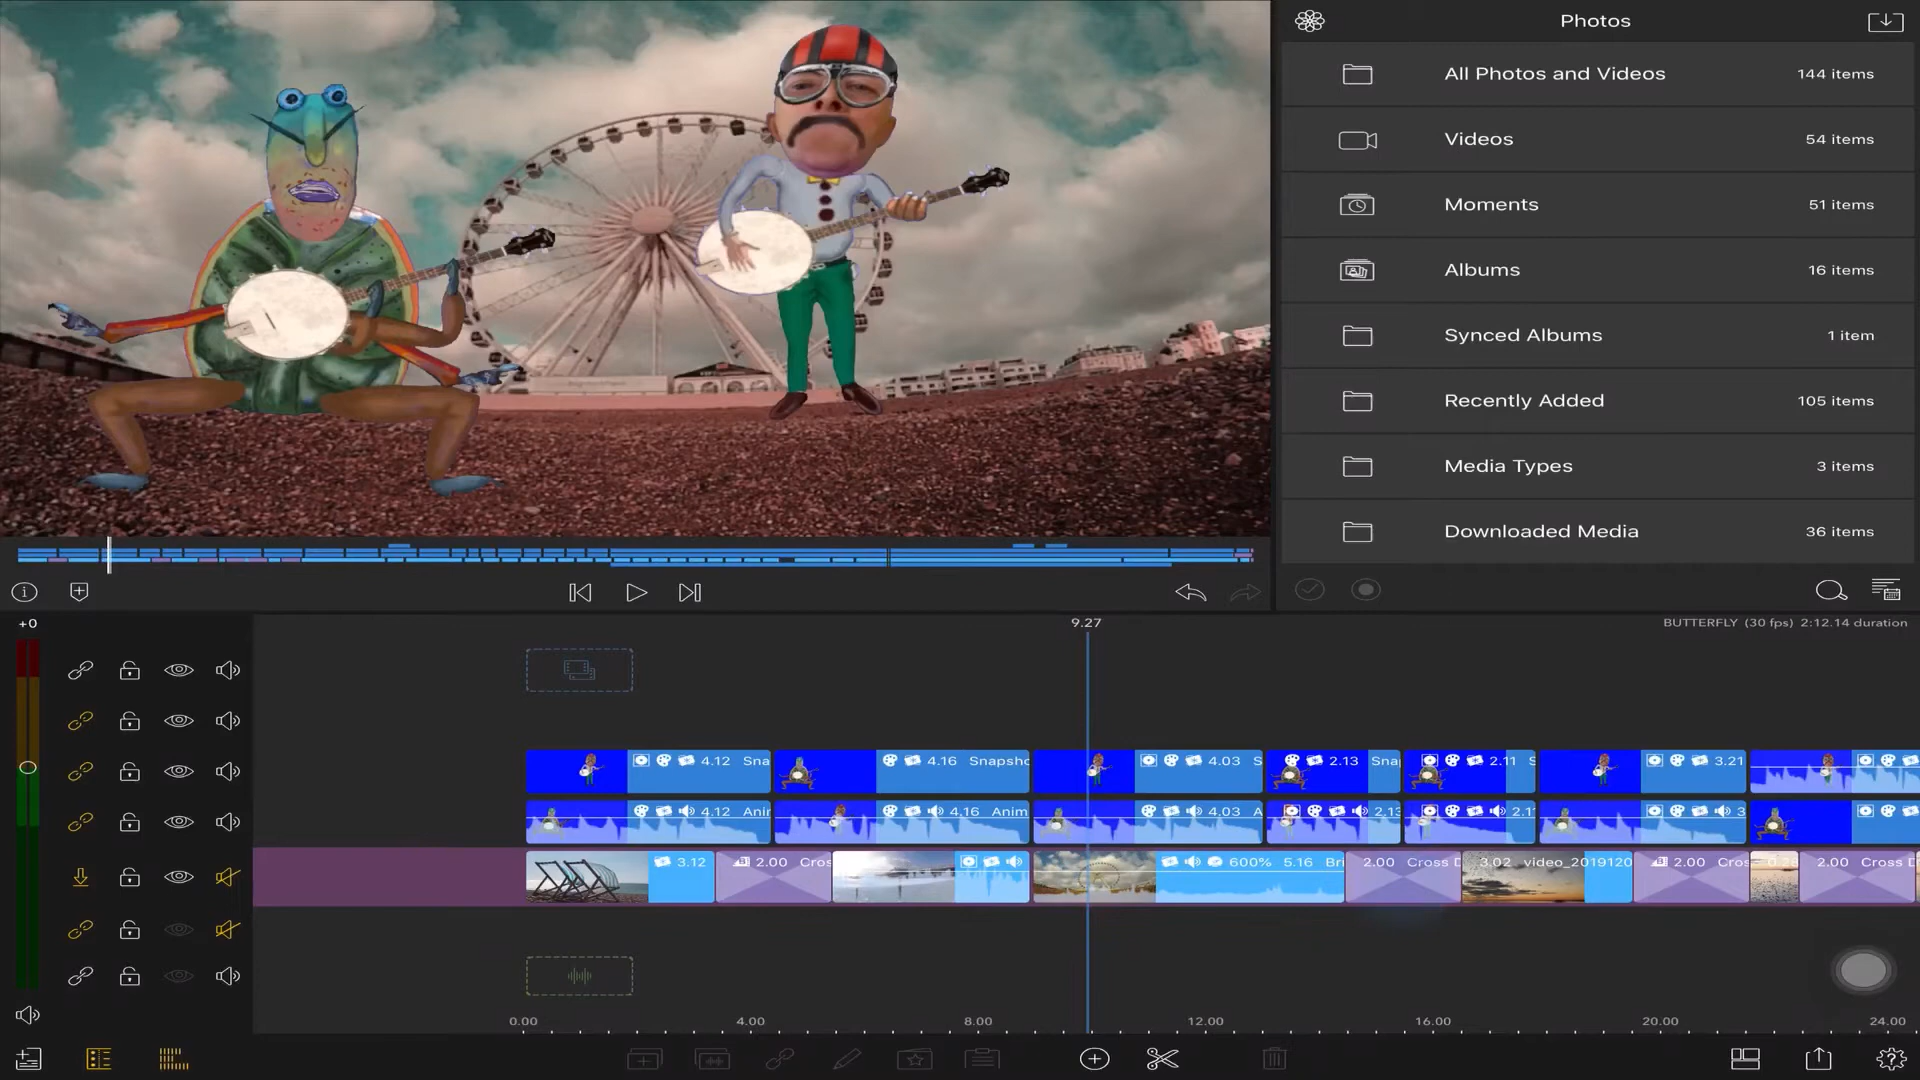 Photos
All Photos and Videos 144 items
Videos 54 items
Moments 51 items
Albums 16 items
Synced Albums 1 item
Recently Added 105 items
Media Types 3 items
Downloaded Media 36 items
+0
9.27
BUTTERFLY (30 fps) 2:12.14 duration
4.12 Sna
4.16 Snapsho
4.03 S
2.13 Sna
2.11 S
3.21
4.12 Anir
4.16 Anim
4.03 A
2.13
2.1
3
3.12
2.00 Cros
600% 5.16 Bri
2.00 Cross D
3.02 video_2019120
2.00 Cros
0.28
2.00 Cross D
0.00 4.00 8.00 12.00 16.00 20.00 24.00